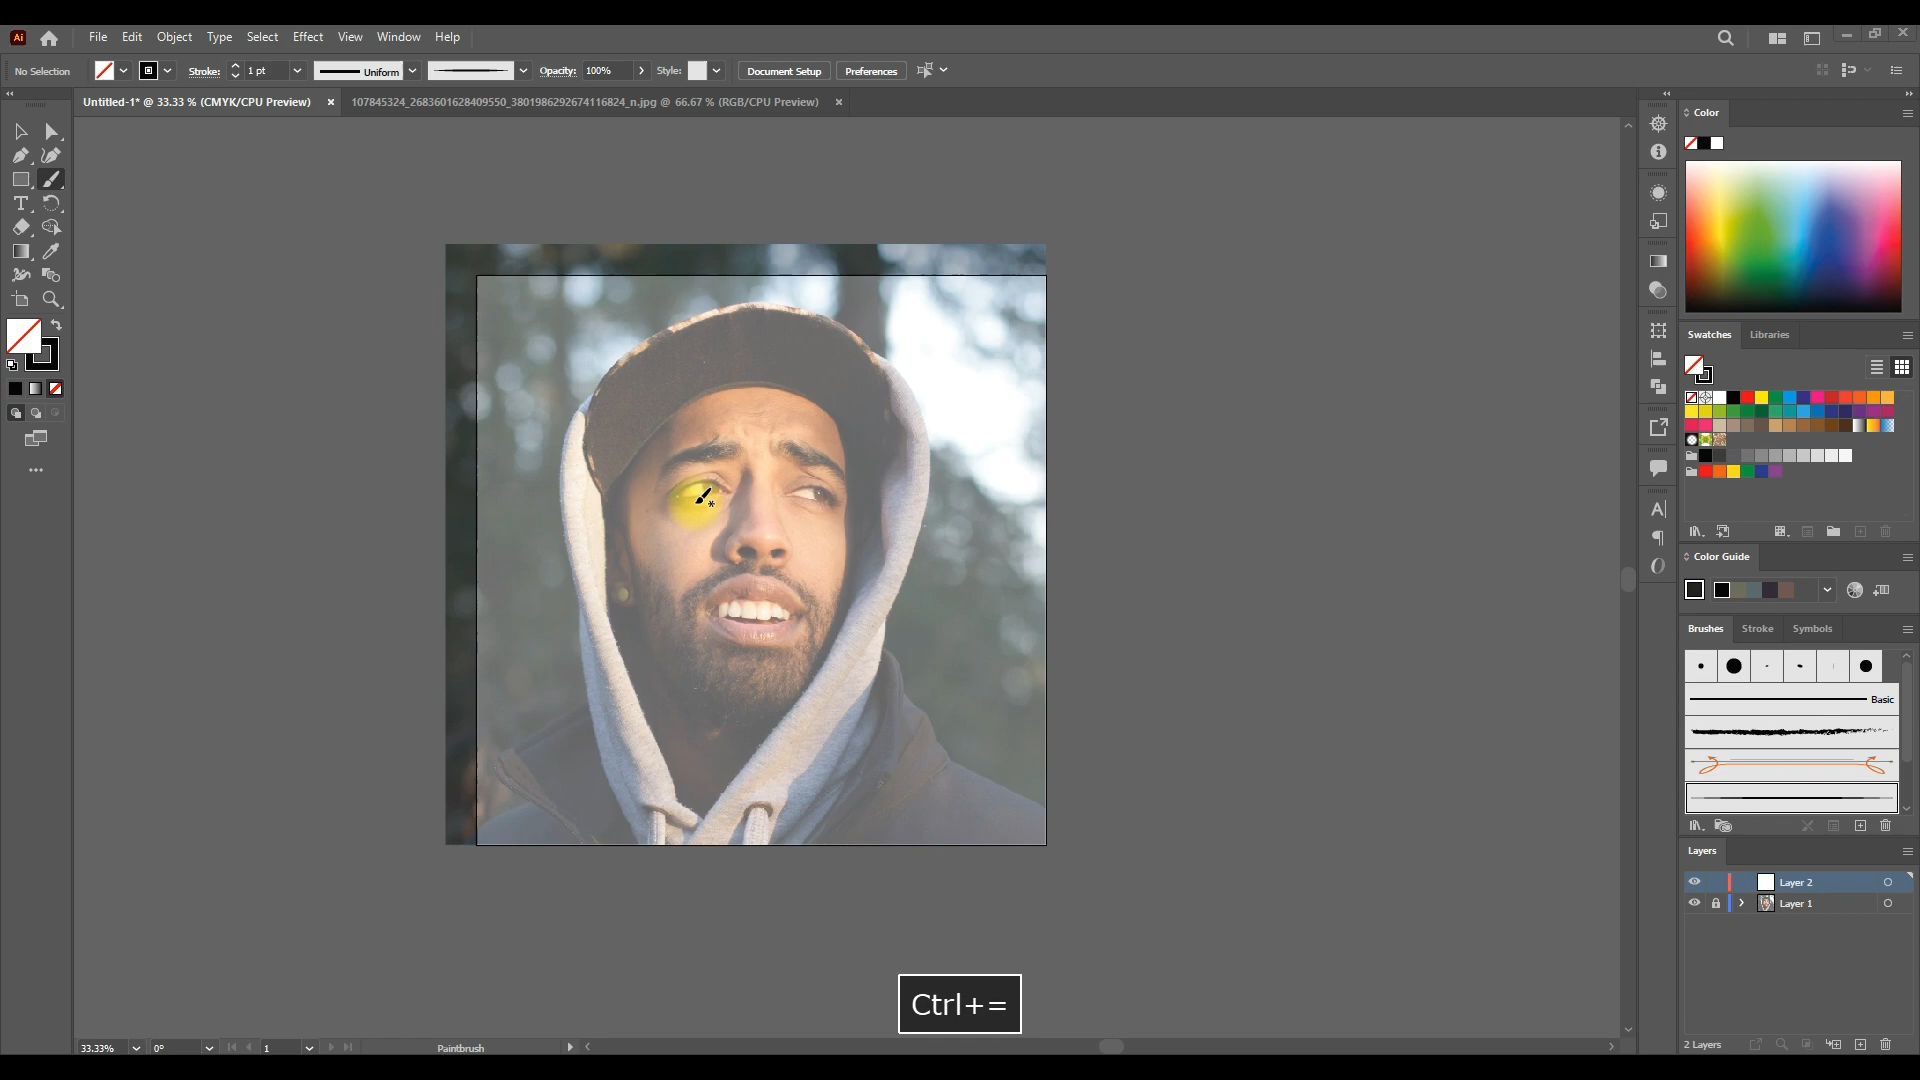 Ai File Edit Object Type Select Effect View Window Help
No Selection Stroke: 1 pt Uniform Opacity: 100% Style: Document Setup Preferences
Untitled-1* @ 33.33 % (CMYK/CPU Preview) × 107845324_2683601628409550_3801986292674116824_n.jpg @ 66.67 % (RGB/CPU Preview) ×
Color
Swatches Libraries
Color Guide
Brushes Stroke Symbols
Basic
Layers
Layer 2
Layer 1
2 Layers
Ctrl+=
33.33% 0° 1 Paintbrush